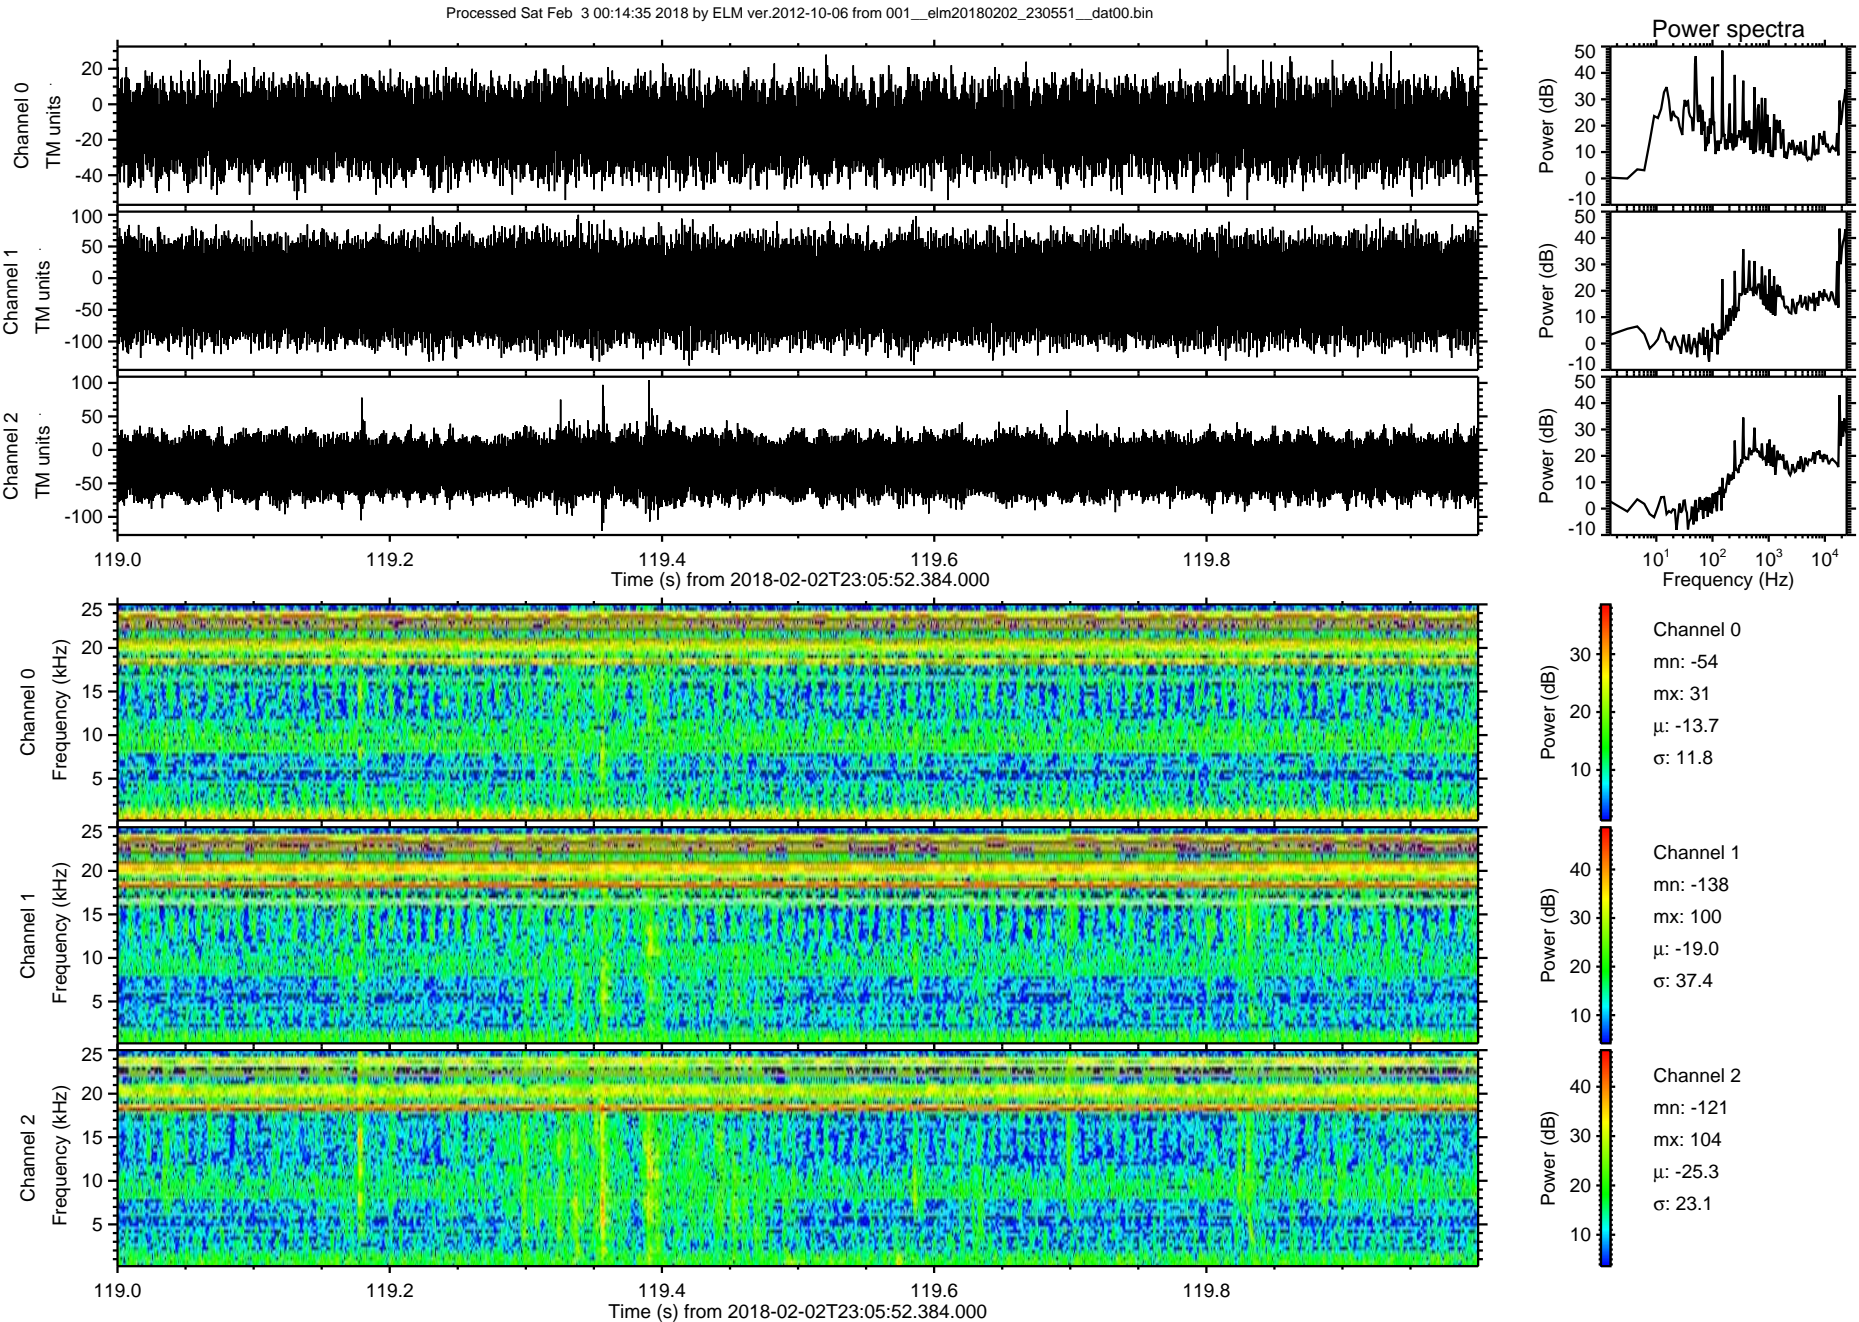 Processed Sat Feb  3 00:14:35 2018 by ELM ver.2012-10-06 from 001__elm20180202_230551__dat00.bin
Power spectra
Channel 0
TM units
20
0
-20
-40
Power (dB)
50
40
30
20
10
0
-10
Channel 1
TM units
100
50
0
-50
-100
Power (dB)
50
40
30
20
10
0
-10
Channel 2
TM units
100
50
0
-50
-100
Power (dB)
50
40
30
20
10
0
-10
119.0 119.2 119.4 119.6 119.8
Time (s) from 2018-02-02T23:05:52.384.000
10^1 10^2 10^3 10^4
Frequency (Hz)
Channel 0
Frequency (kHz)
25
20
15
10
5
Power (dB)
30
20
10
Channel 0
mn: -54
mx: 31
μ: -13.7
σ: 11.8
Channel 1
Frequency (kHz)
25
20
15
10
5
Power (dB)
40
30
20
10
Channel 1
mn: -138
mx: 100
μ: -19.0
σ: 37.4
Channel 2
Frequency (kHz)
25
20
15
10
5
Power (dB)
40
30
20
10
Channel 2
mn: -121
mx: 104
μ: -25.3
σ: 23.1
119.0 119.2 119.4 119.6 119.8
Time (s) from 2018-02-02T23:05:52.384.000